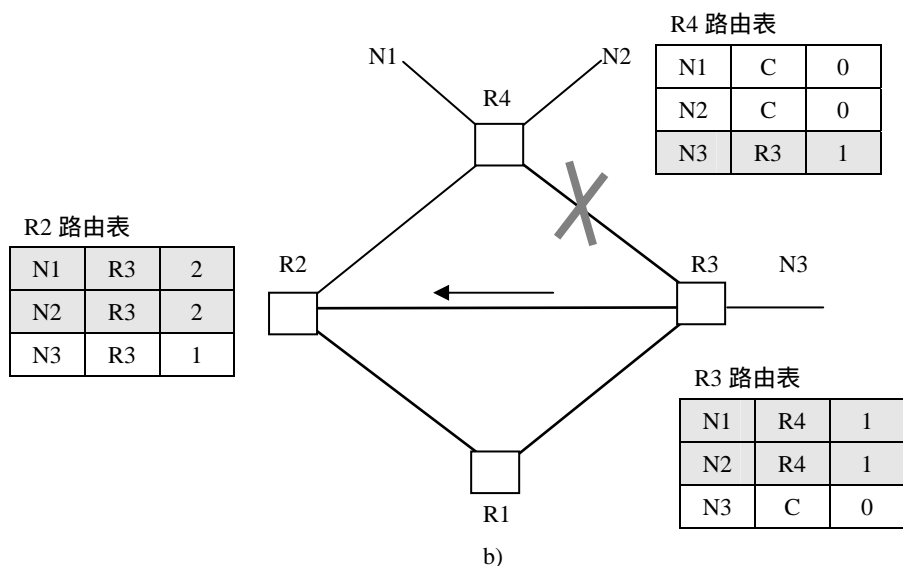 R4 路由表
N1 C 0
N2 C 0
N3 R3 1
N1
N2
R4
R2 路由表
N1 R3 2
N2 R3 2
N3 R3 1
R2
R3
N3
R3 路由表
N1 R4 1
N2 R4 1
N3 C 0
R1
b)